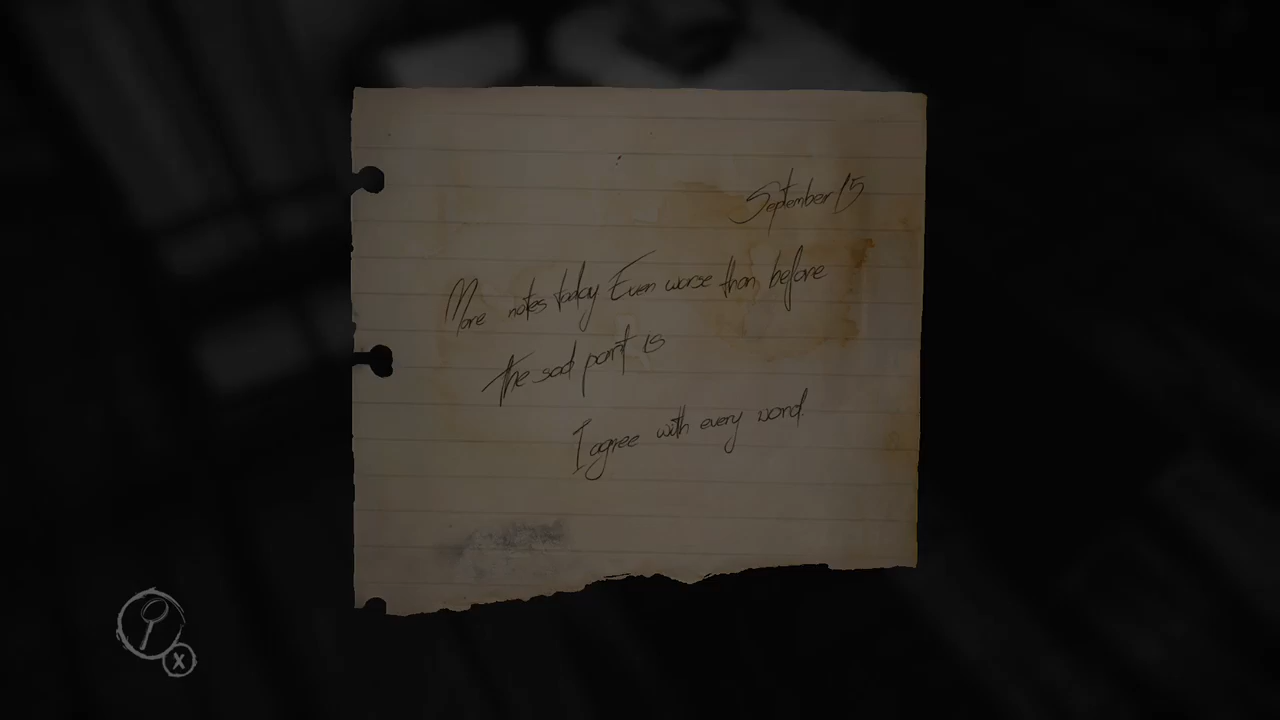 September 15
More notes today Even worse than before
the sad part is
I agree with every word.
X